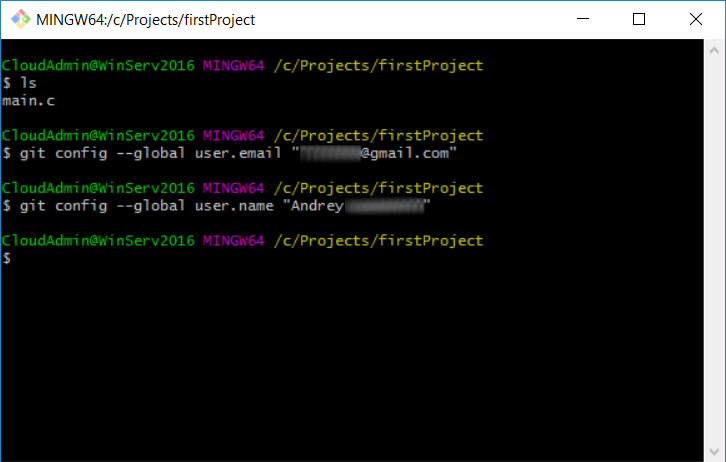 MINGW64:/c/Projects/firstProject
CloudAdmin@WinServ2016 MINGW64 /c/Projects/firstProject
$ ls
main.c
CloudAdmin@WinServ2016 MINGW64 /c/Projects/firstProject
$ git config --global user.email "@gmail.com"
CloudAdmin@WinServ2016 MINGW64 /c/Projects/firstProject
$ git config --global user.name "Andrey"
CloudAdmin@WinServ2016 MINGW64 /c/Projects/firstProject
$